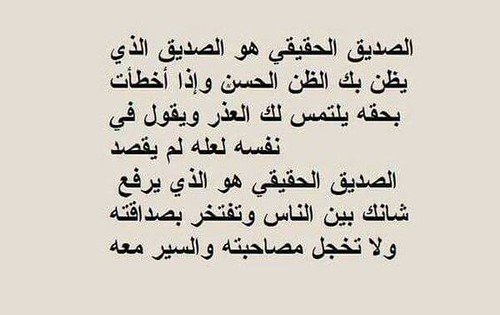 الصديق الحقيقي هو الصديق الذي
يظن بك الظن الحسن وإذا أخطأت
بحقه يلتمس لك العذر ويقول في
نفسه لعله لم يقصد
الصديق الحقيقي هو الذي يرفع
شانك بين الناس وتفتخر بصداقته
ولا تخجل مصاحبته والسير معه